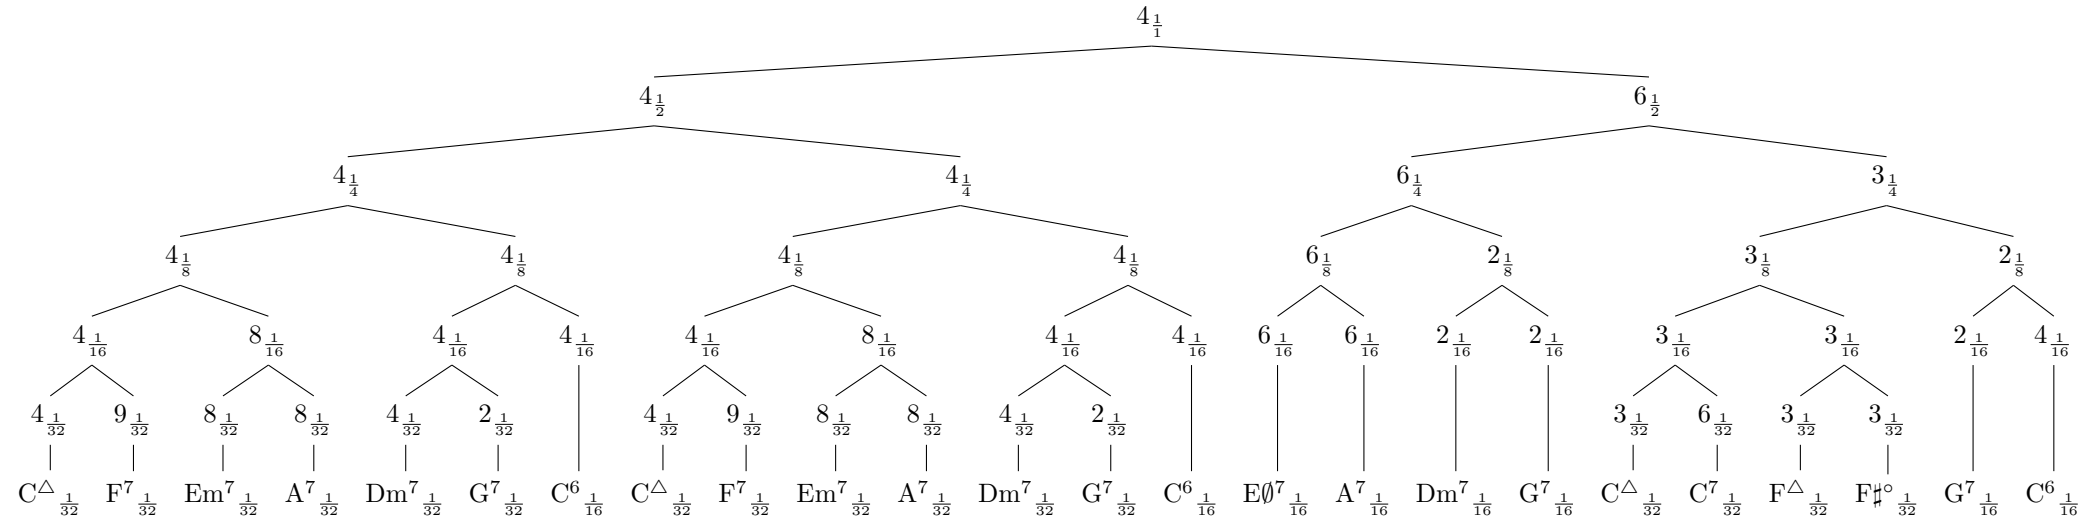 4 1/1
4 1/2 6 1/2
4 1/4 4 1/4 6 1/4 3 1/4
4 1/8 4 1/8 4 1/8 4 1/8 6 1/8 2 1/8 3 1/8 2 1/8
4 1/16 8 1/16 4 1/16 4 1/16 4 1/16 8 1/16 4 1/16 4 1/16 6 1/16 6 1/16 2 1/16 2 1/16 3 1/16 3 1/16 2 1/16 4 1/16
4 1/32 9 1/32 8 1/32 8 1/32 4 1/32 2 1/32 4 1/32 9 1/32 8 1/32 8 1/32 4 1/32 2 1/32 3 1/32 6 1/32 3 1/32 3 1/32
C△ 1/32 F⁷ 1/32 Em⁷ 1/32 A⁷ 1/32 Dm⁷ 1/32 G⁷ 1/32 C⁶ 1/16 C△ 1/32 F⁷ 1/32 Em⁷ 1/32 A⁷ 1/32 Dm⁷ 1/32 G⁷ 1/32 C⁶ 1/16 E∅⁷ 1/16 A⁷ 1/16 Dm⁷ 1/16 G⁷ 1/16 C△ 1/32 C⁷ 1/32 F△ 1/32 F♯° 1/32 G⁷ 1/16 C⁶ 1/16